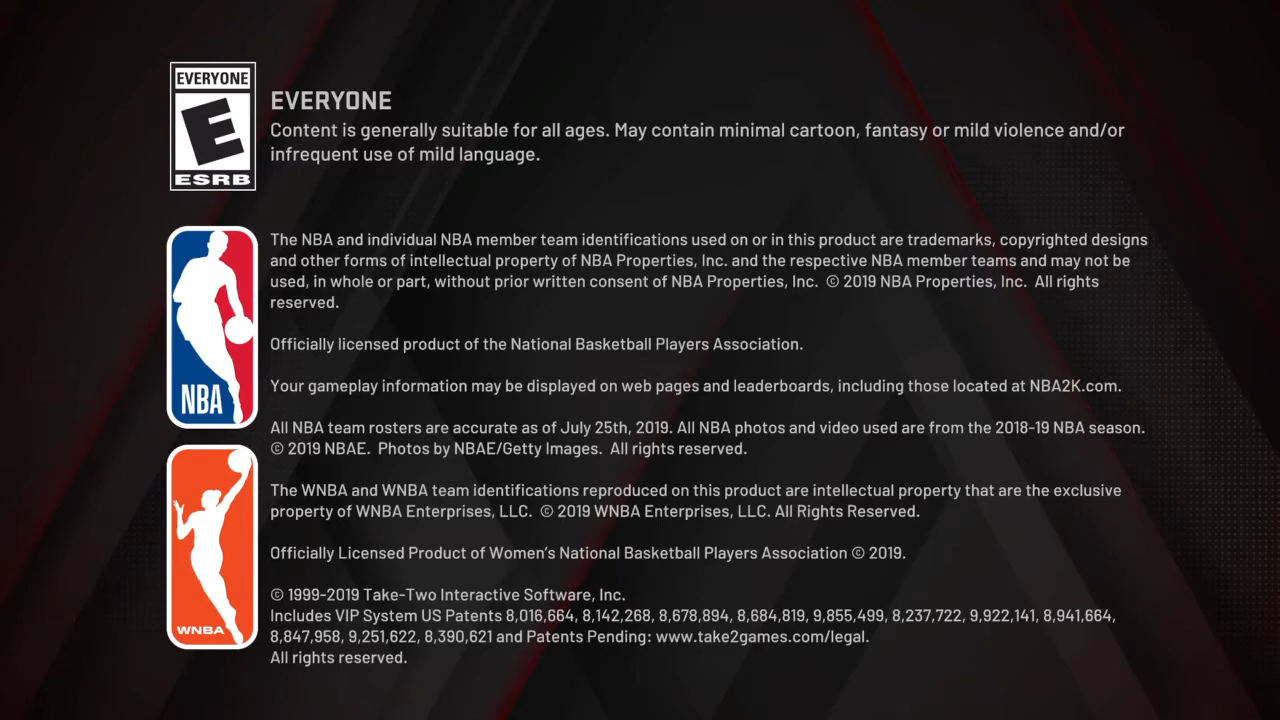 EVERYONE
E
ESRB
EVERYONE
Content is generally suitable for all ages. May contain minimal cartoon, fantasy or mild violence and/or
infrequent use of mild language.
The NBA and individual NBA member team identifications used on or in this product are trademarks, copyrighted designs
and other forms of intellectual property of NBA Properties, Inc. and the respective NBA member teams and may not be
used, in whole or part, without prior written consent of NBA Properties, Inc. © 2019 NBA Properties, Inc. All rights
reserved.
Officially licensed product of the National Basketball Players Association.
Your gameplay information may be displayed on web pages and leaderboards, including those located at NBA2K.com.
NBA
All NBA team rosters are accurate as of July 25th, 2019. All NBA photos and video used are from the 2018-19 NBA season.
© 2019 NBAE. Photos by NBAE/Getty Images. All rights reserved.
The WNBA and WNBA team identifications reproduced on this product are intellectual property that are the exclusive
property of WNBA Enterprises, LLC. © 2019 WNBA Enterprises, LLC. All Rights Reserved.
Officially Licensed Product of Women’s National Basketball Players Association © 2019.
© 1999-2019 Take-Two Interactive Software, Inc.
Includes VIP System US Patents 8,016,664, 8,142,268, 8,678,894, 8,684,819, 9,855,499, 8,237,722, 9,922,141, 8,941,664,
WNBA
8,847,958, 9,251,622, 8,390,621 and Patents Pending: www.take2games.com/legal.
All rights reserved.